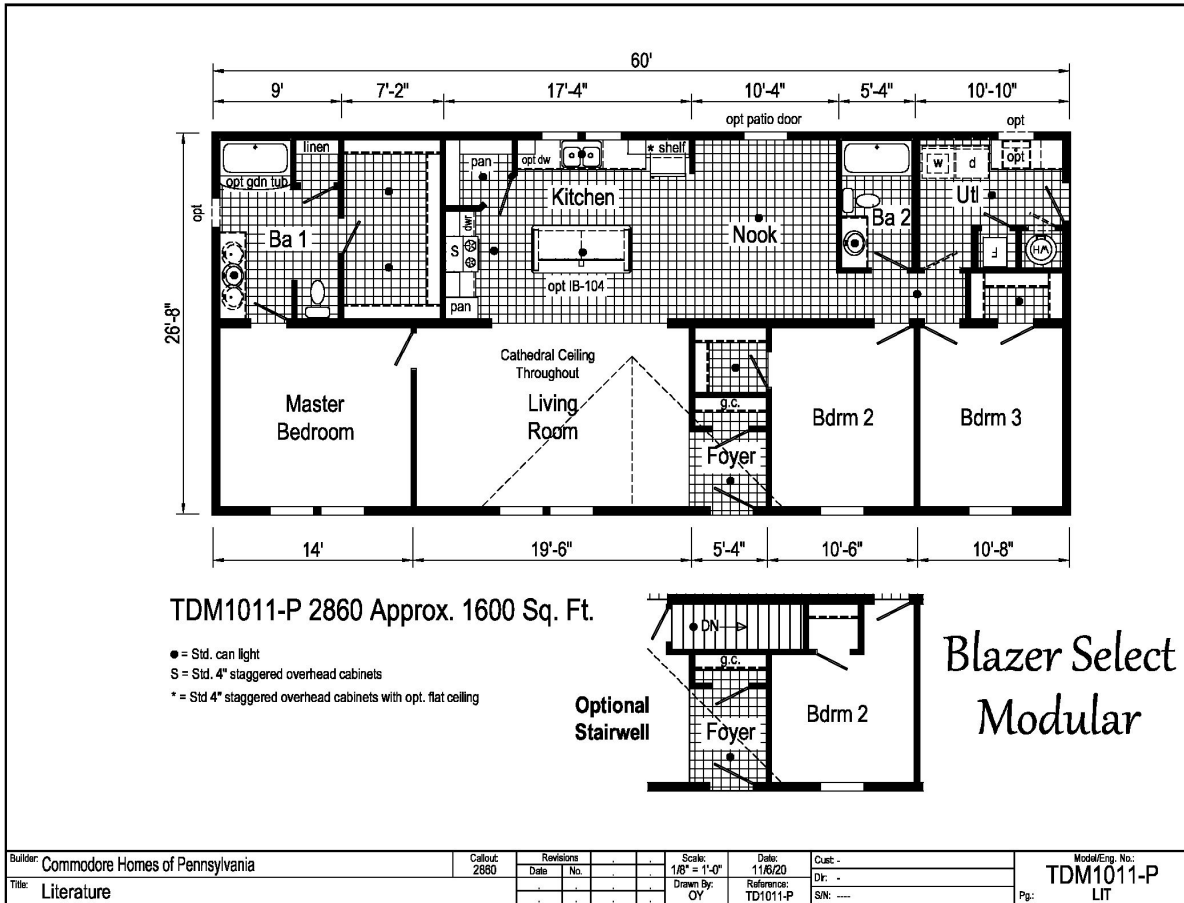 60'
9'
7'-2"
17'-4"
10'-4"
5'-4"
10'-10"
opt patio door
opt
26'-8"
linen
opt gdn tub
opt
Ba 1
pan
opt dw
* shelf
Kitchen
dwr
S
pan
opt IB-104
Nook
Ba 2
w
d
opt
Utl
F
WH
Cathedral Ceiling
Throughout
Master
Bedroom
Living
Room
g.c.
Foyer
Bdrm 2
Bdrm 3
14'
19'-6"
5'-4"
10'-6"
10'-8"
TDM1011-P 2860 Approx. 1600 Sq. Ft.
● = Std. can light
S = Std. 4" staggered overhead cabinets
* = Std 4" staggered overhead cabinets with opt. flat ceiling
DN
g.c.
Optional
Stairwell
Foyer
Bdrm 2
Blazer Select
Modular
Builder: Commodore Homes of Pennsylvania
Title: Literature
Callout:
2860
Revisions
Date No.
Scale:
1/8" = 1'-0"
Drawn By:
OY
Date:
11/6/20
Reference:
TD1011-P
Cust: -
Dlr: -
S/N: ----
Model/Eng. No.:
TDM1011-P
Pg.: LIT